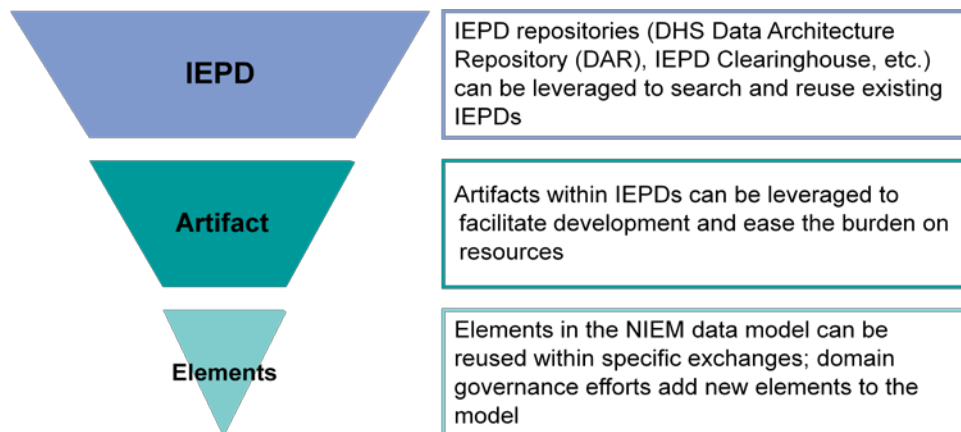 IEPD
IEPD repositories (DHS Data Architecture
Repository (DAR), IEPD Clearinghouse, etc.)
can be leveraged to search and reuse existing
IEPDs
Artifact
Artifacts within IEPDs can be leveraged to
facilitate development and ease the burden on
resources
Elements
Elements in the NIEM data model can be
reused within specific exchanges; domain
governance efforts add new elements to the
model